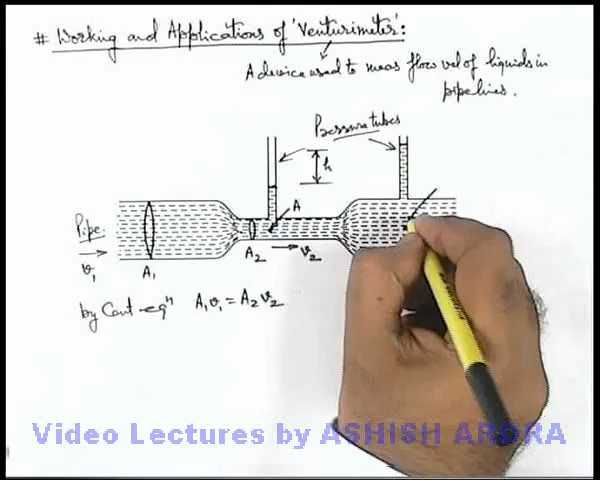 # Working and Applications of 'Venturimeter':
A device used to meas flow vel of liquids in
pipelines.
Pressure tubes
h
A
Pipe
v₁
A₁
A₂
v₂
by Cont-eqⁿ A₁v₁ = A₂v₂
Video Lectures by ASHISH ARORA